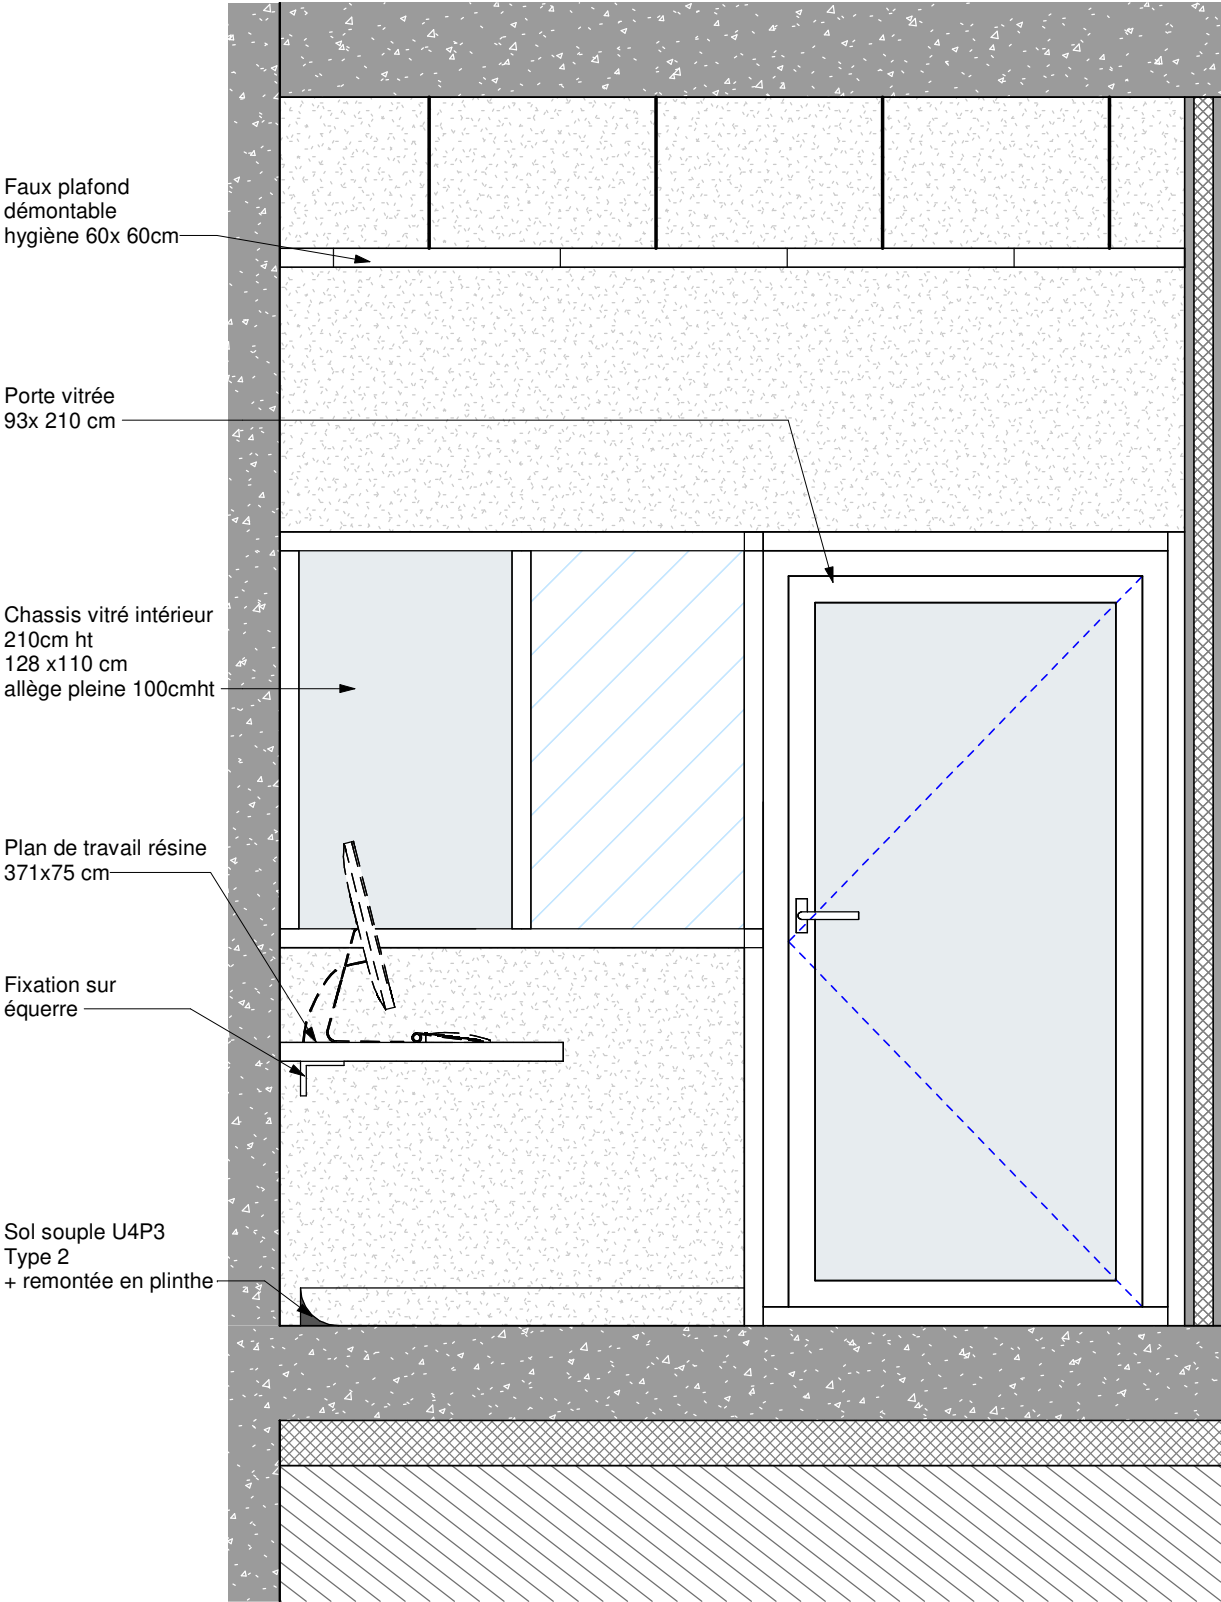 Faux plafond
démontable
hygiène 60x 60cm
Porte vitrée
93x 210 cm
Chassis vitré intérieur
210cm ht
128 x110 cm
allège pleine 100cmht
Plan de travail résine
371x75 cm
Fixation sur
équerre
Sol souple U4P3
Type 2
+ remontée en plinthe